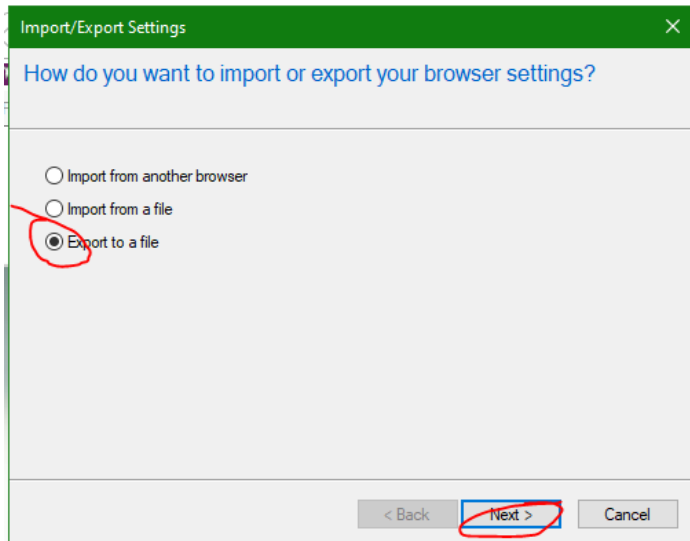 Import/Export Settings
How do you want to import or export your browser settings?
Import from another browser
Import from a file
Export to a file
< Back Next > Cancel